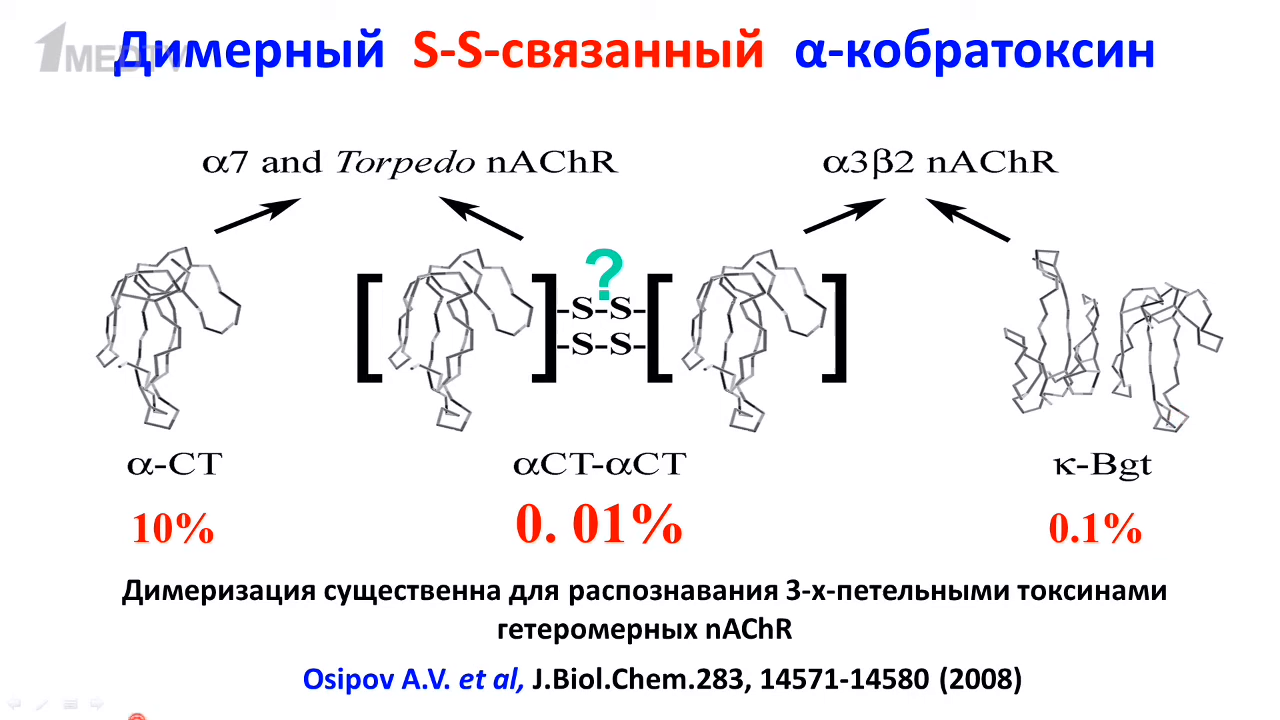 1MEDTV
Димерный S-S-связанный α-кобратоксин
α7 and Torpedo nAChR α3β2 nAChR
?
[ ]-S-S-[ ]
-S-S-
α-CT αCT-αCT κ-Bgt
10% 0. 01% 0.1%
Димеризация существенна для распознавания 3-х-петельными токсинами
гетеромерных nAChR
Osipov A.V. et al, J.Biol.Chem.283, 14571-14580 (2008)